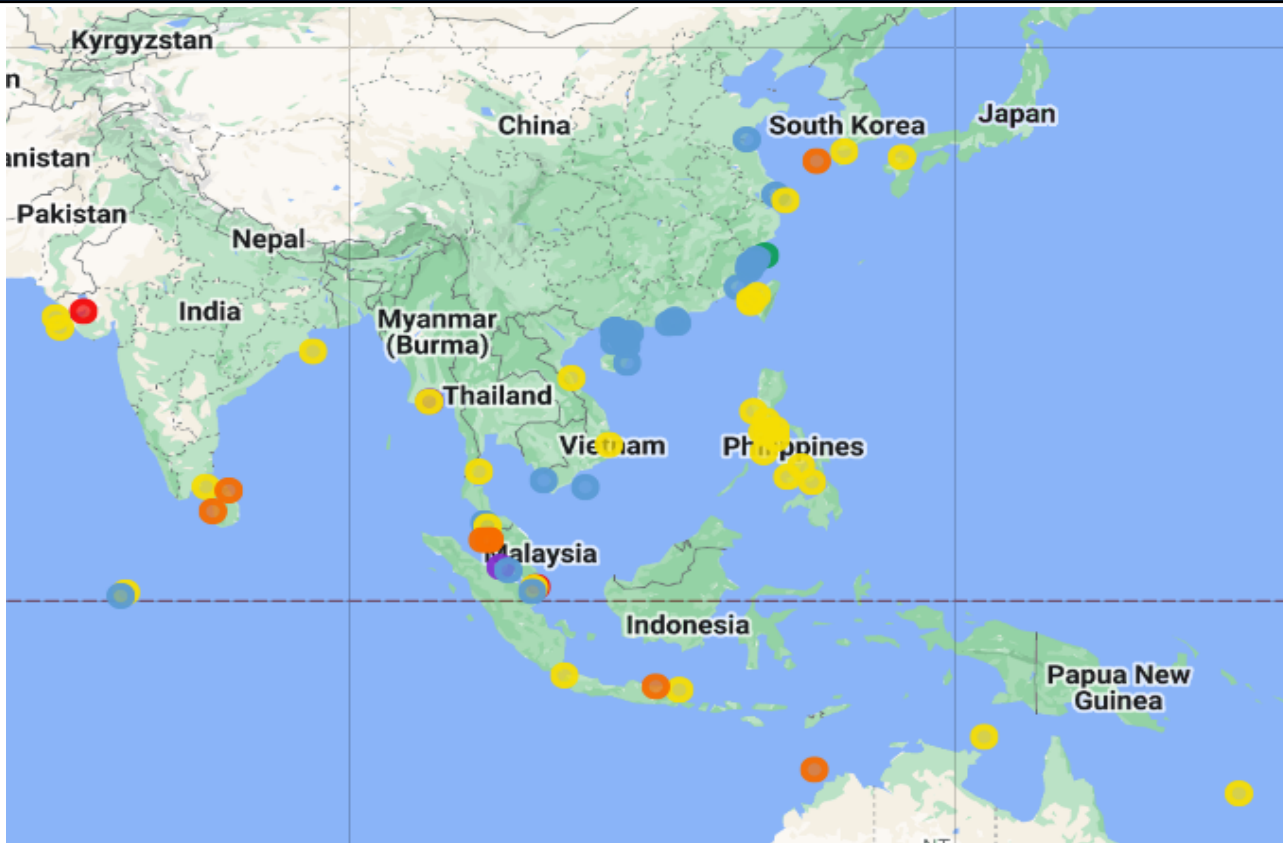 Kyrgyzstan
n
China
South Korea
Japan
anistan
Pakistan
Nepal
India
Myanmar
(Burma)
Thailand
Vietnam
Philippines
Malaysia
Indonesia
Papua New
Guinea
NT